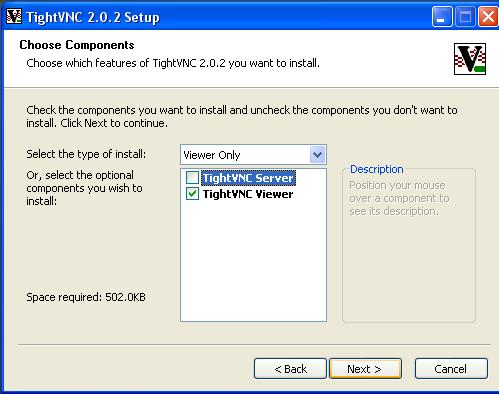 TightVNC 2.0.2 Setup
Choose Components
Choose which features of TightVNC 2.0.2 you want to install.
Check the components you want to install and uncheck the components you don't want to
install. Click Next to continue.
Select the type of install:
Viewer Only
Or, select the optional
components you wish to
install:
TightVNC Server
TightVNC Viewer
Description
Position your mouse
over a component to
see its description.
Space required: 502.0KB
< Back
Next >
Cancel